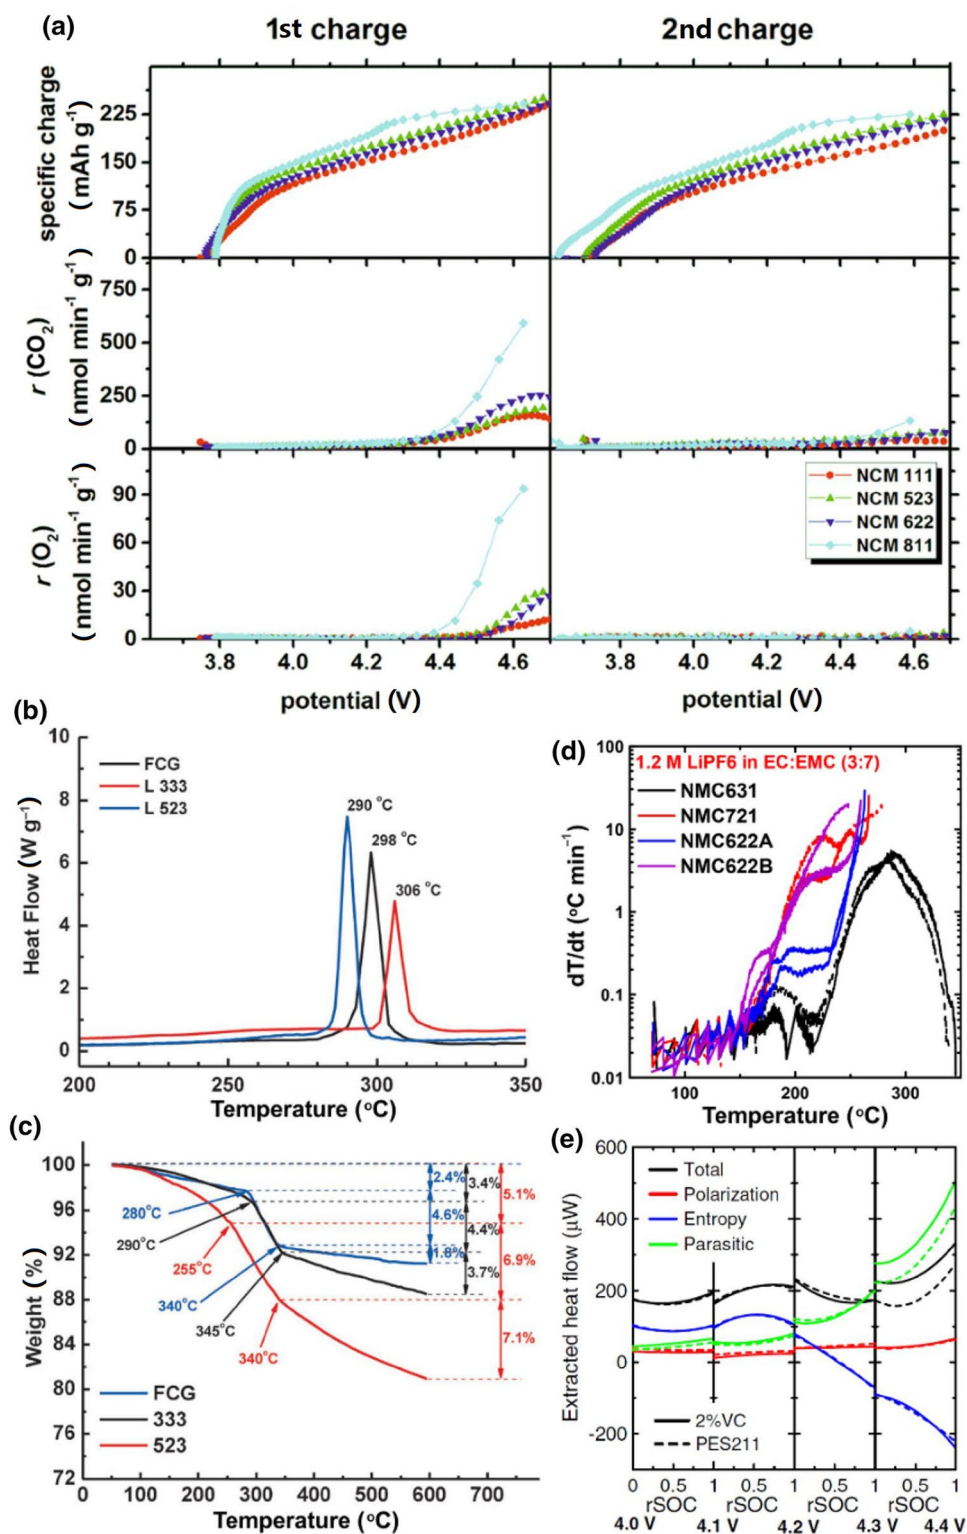 (a)
1st charge
2nd charge
specific charge
(mAh g⁻¹)
225
150
75
0
r (CO₂)
(nmol min⁻¹ g⁻¹)
750
500
250
0
r (O₂)
(nmol min⁻¹ g⁻¹)
90
60
30
0
NCM 111
NCM 523
NCM 622
NCM 811
3.8 4.0 4.2 4.4 4.6
3.8 4.0 4.2 4.4 4.6
potential (V)
potential (V)
(b)
Heat Flow (W g⁻¹)
10
8
6
4
2
0
FCG
L 333
L 523
290 °C
298 °C
306 °C
200 250 300 350
Temperature (°C)
(d)
dT/dt (°C min⁻¹)
100
10
1
0.1
0.01
1.2 M LiPF6 in EC:EMC (3:7)
NMC631
NMC721
NMC622A
NMC622B
100 200 300
Temperature (°C)
(c)
Weight (%)
100
96
92
88
84
80
76
72
280°C
290°C
255°C
340°C
345°C
340°C
2.4%
4.6%
1.8%
3.4%
4.4%
3.7%
5.1%
6.9%
7.1%
FCG
333
523
0 100 200 300 400 500 600 700
Temperature (°C)
(e)
Extracted heat flow (μW)
600
400
200
0
-200
Total
Polarization
Entropy
Parasitic
2%VC
PES211
0 0.5 1 0.5 1 0.5 1 0.5 1
rSOC rSOC rSOC rSOC
4.0 V 4.1 V 4.2 V 4.3 V 4.4 V